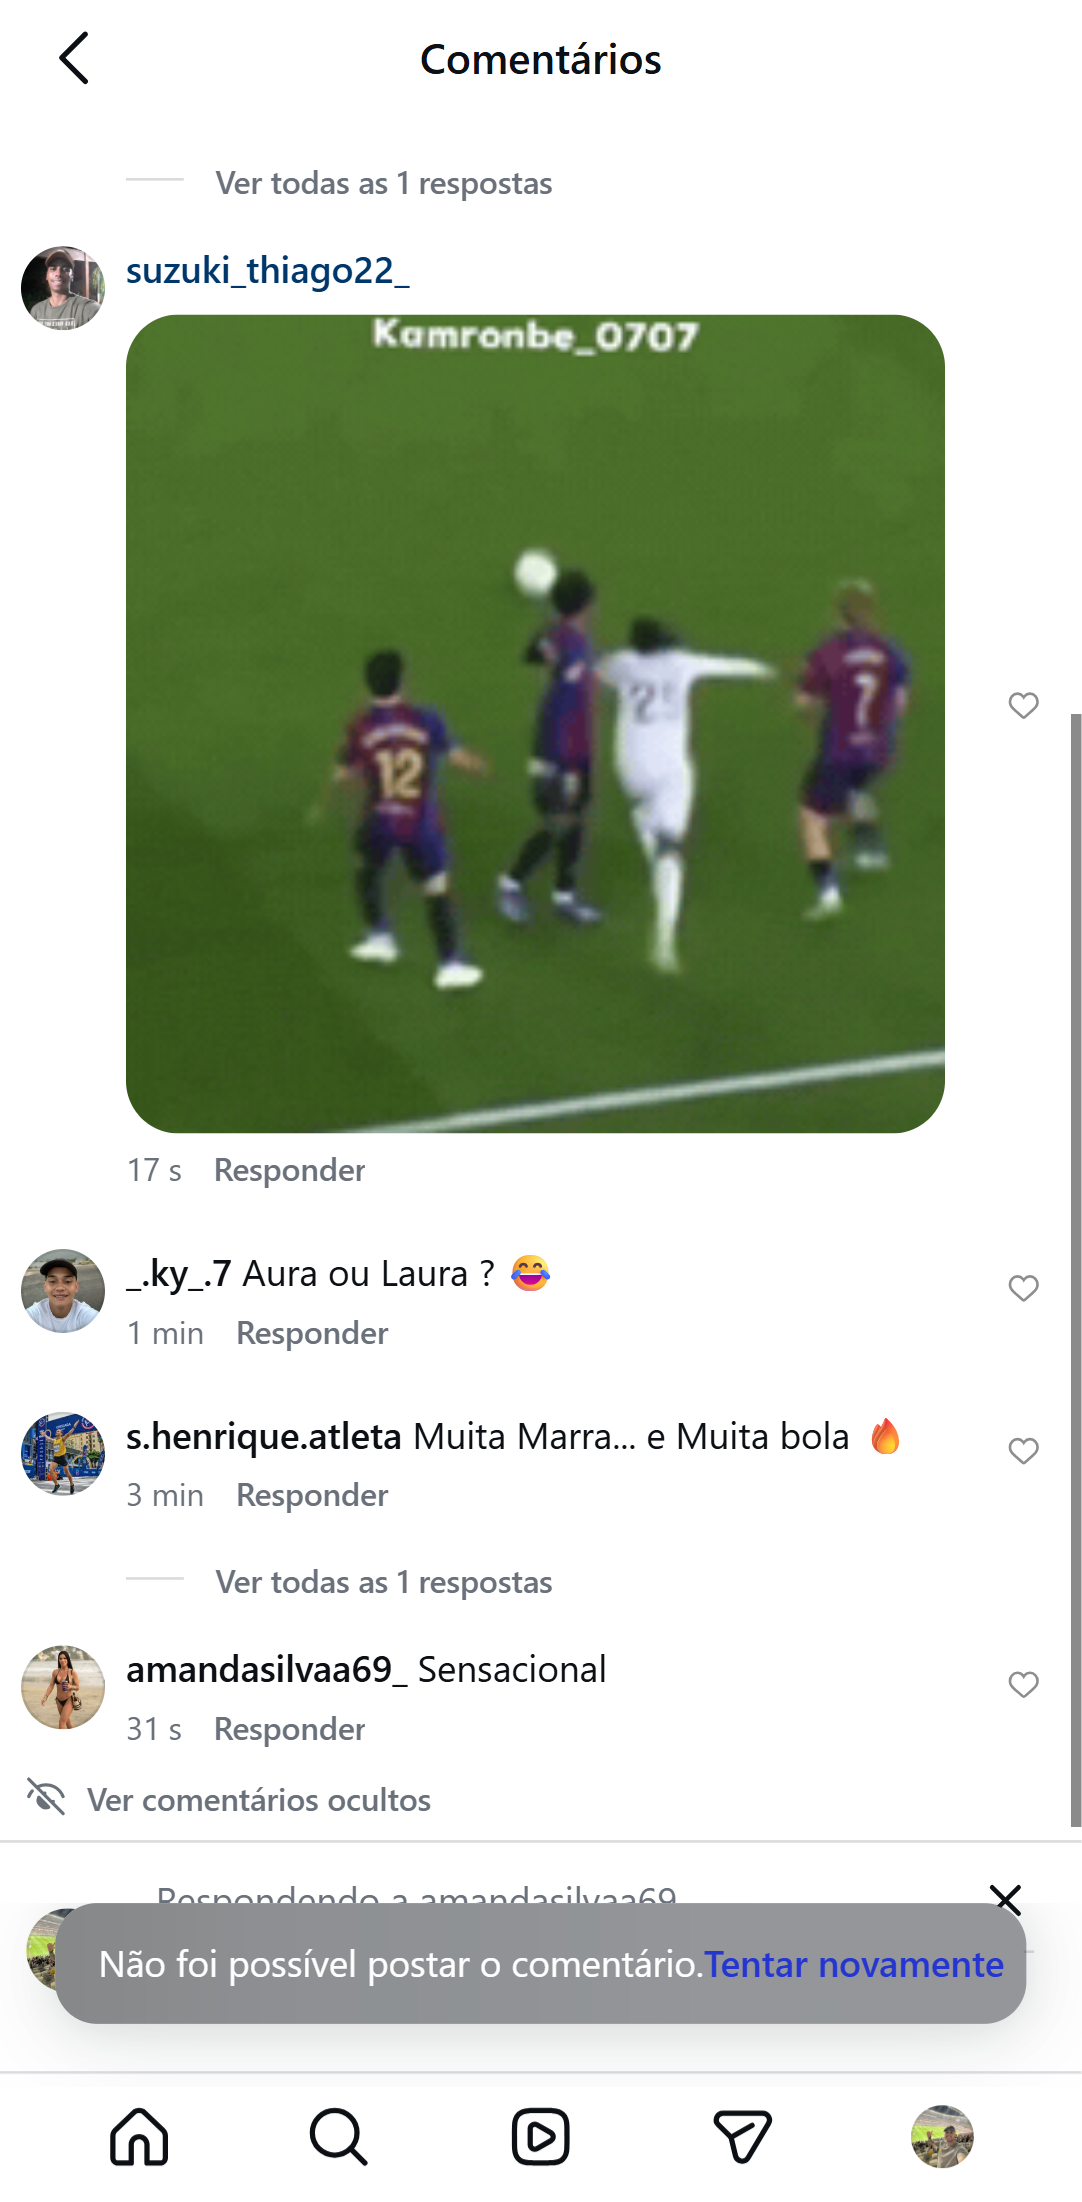 Comentários
Ver todas as 1 respostas
suzuki_thiago22_
Kamronbe_0707
12
7
17 s Responder
_.ky_.7 Aura ou Laura ? 😂
1 min Responder
s.henrique.atleta Muita Marra... e Muita bola 🔥
3 min Responder
Ver todas as 1 respostas
amandasilvaa69_ Sensacional
31 s Responder
Ver comentários ocultos
Respondendo a amandasilvaa69_
Não foi possível postar o comentário.Tentar novamente